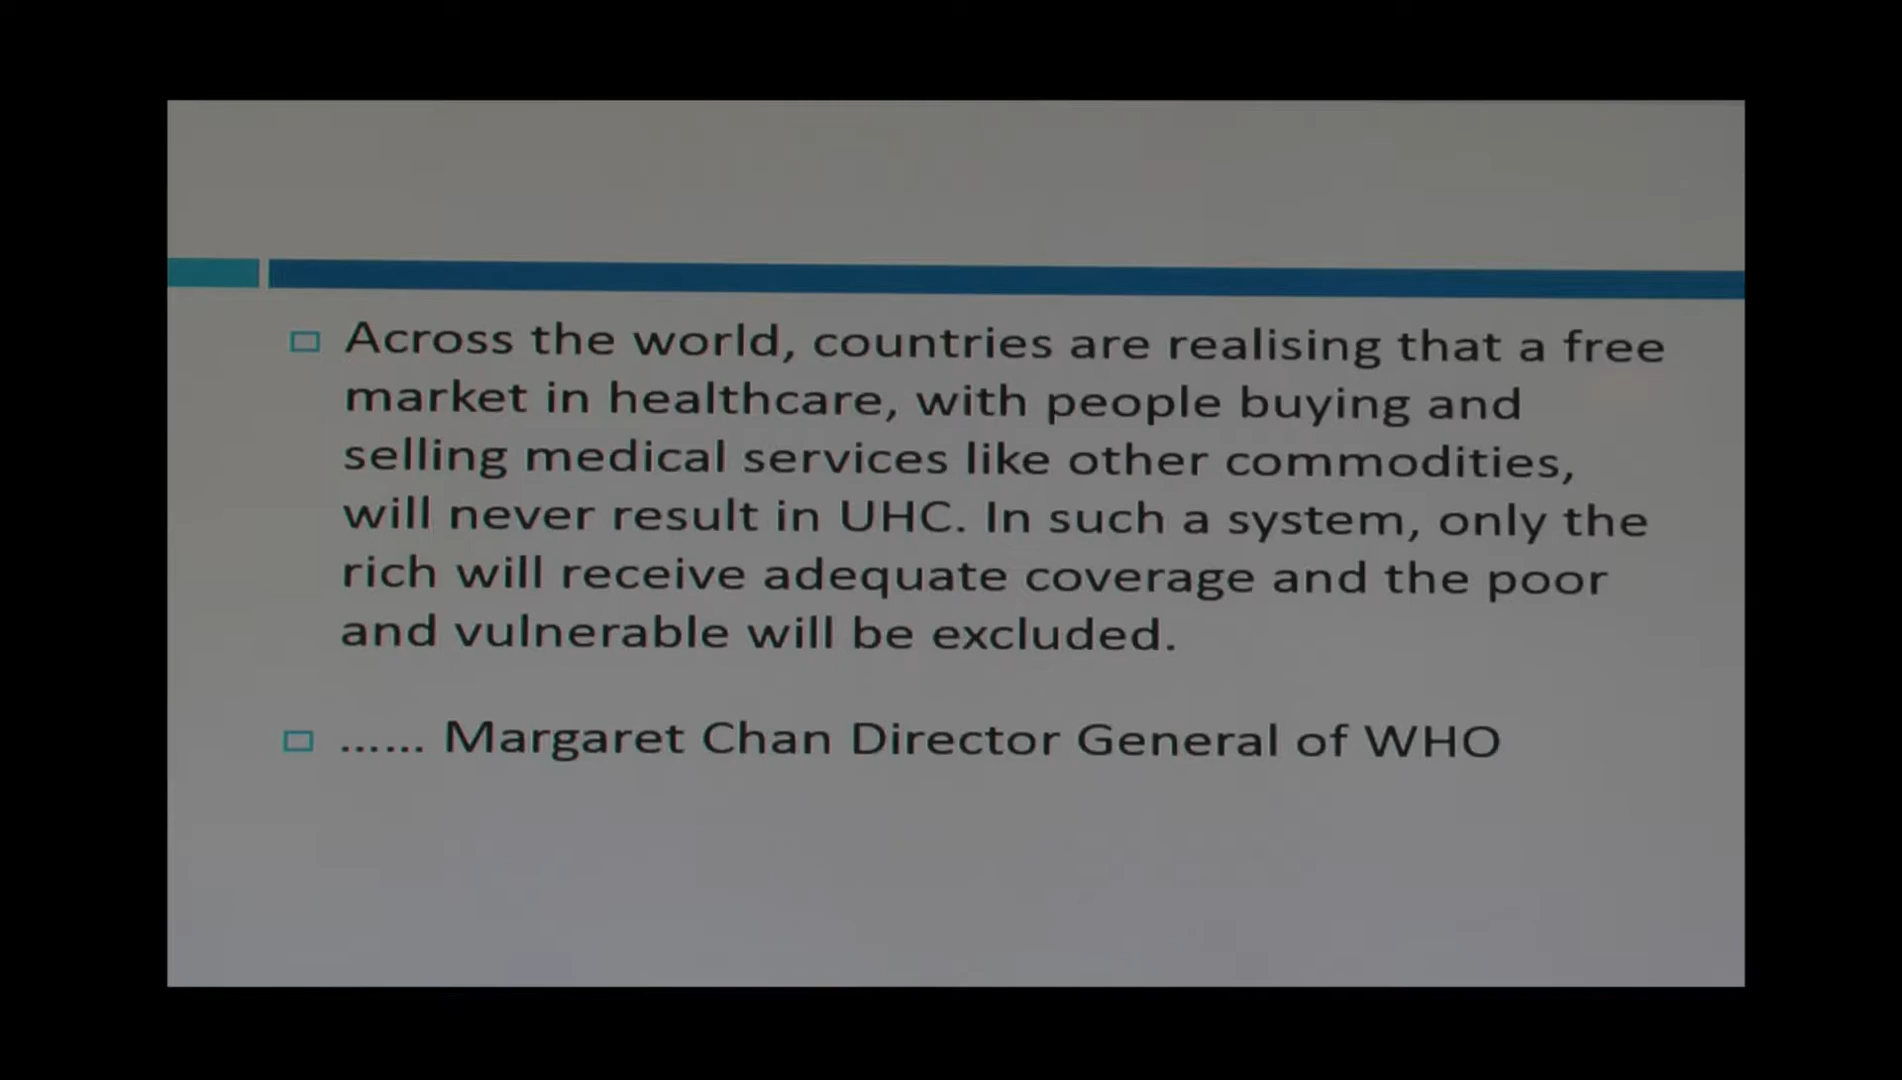 Across the world, countries are realising that a free
market in healthcare, with people buying and
selling medical services like other commodities,
will never result in UHC. In such a system, only the
rich will receive adequate coverage and the poor
and vulnerable will be excluded.
...... Margaret Chan Director General of WHO